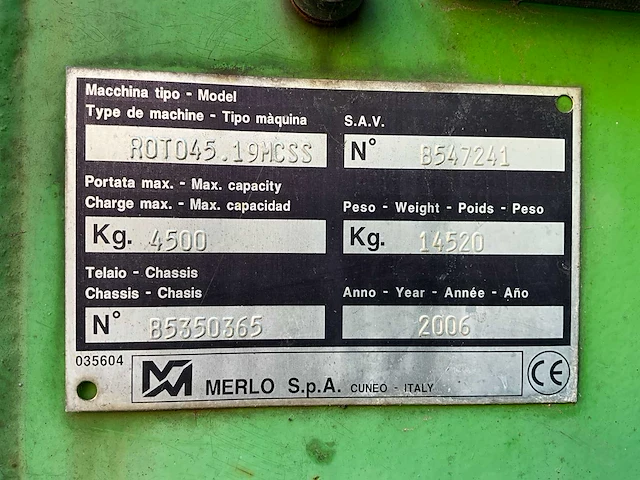 Macchina tipo - Model
Type de machine - Tipo màquina
ROTO45.19MCSS
S.A.V.
N° B547241
Portata max. - Max. capacity
Charge max. - Max. capacidad
Kg. 4500
Peso - Weight - Poids - Peso
Kg. 14520
Telaio - Chassis
Chassis - Chasis
N° B5350365
Anno - Year - Année - Año
2006
035604
MERLO S.p.A. CUNEO - ITALY
CE